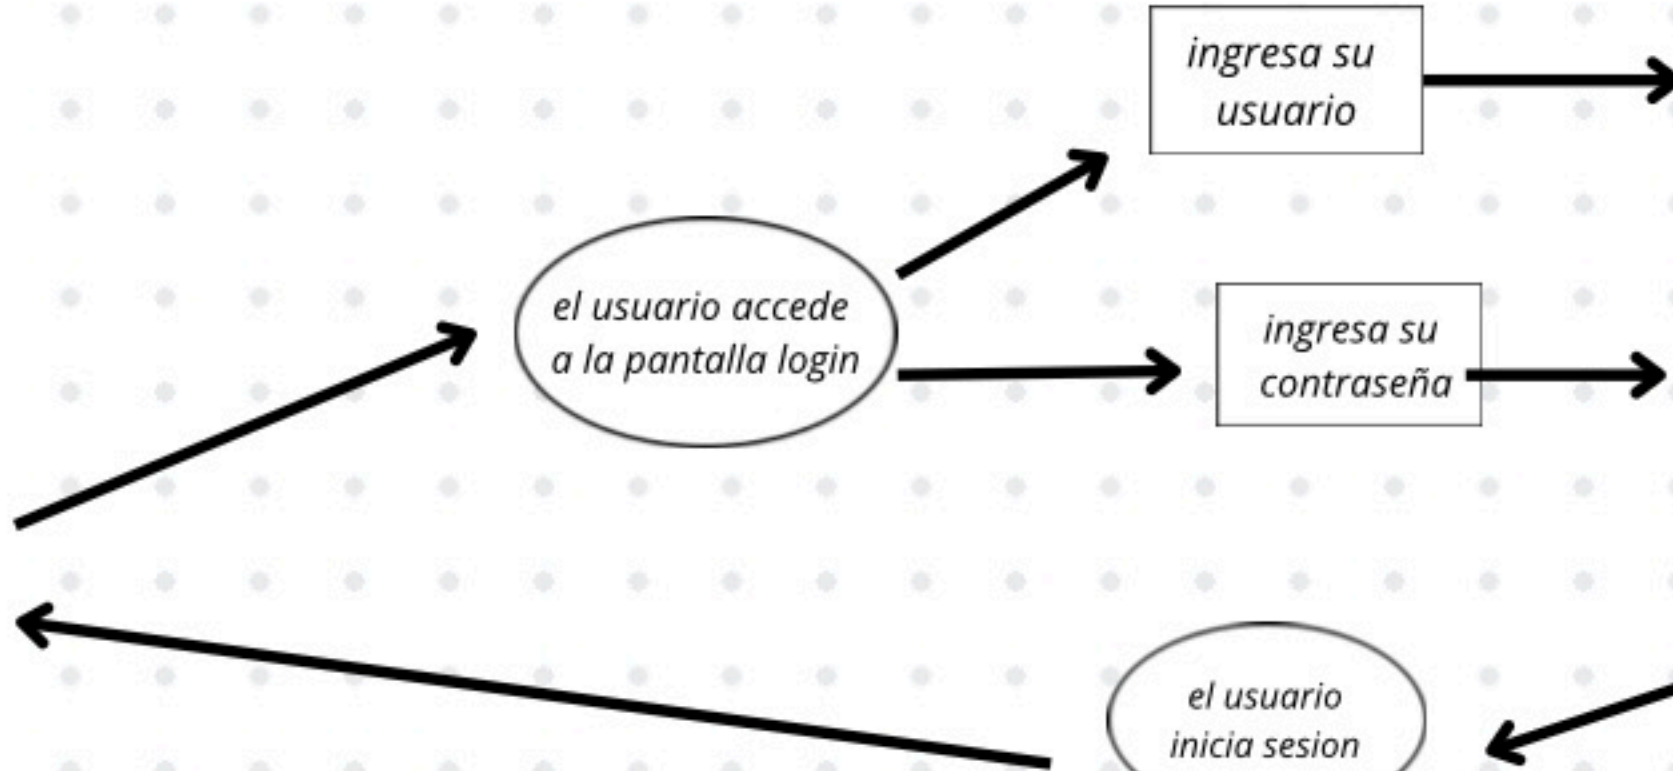 ingresa su
usuario
el usuario accede
a la pantalla login
ingresa su
contraseña
el usuario
inicia sesion